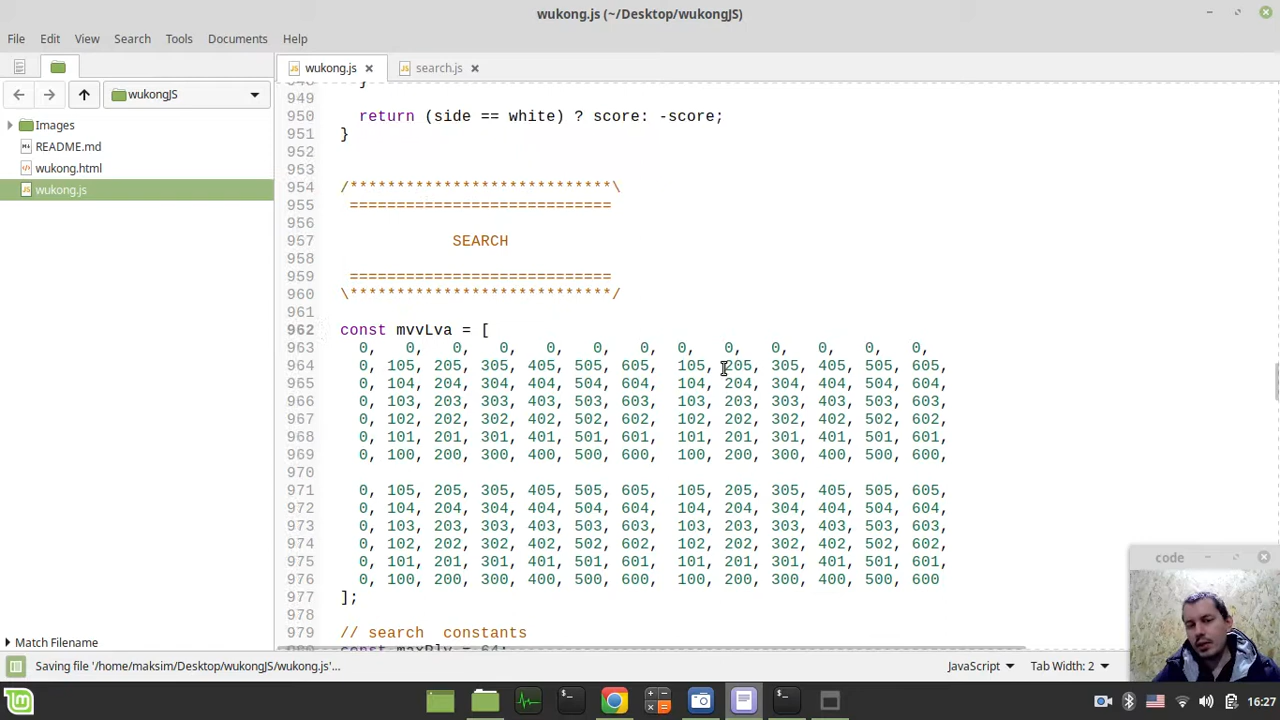 wukong.js (~/Desktop/wukongJS)
File Edit View Search Tools Documents Help
wukong.js search.js
wukongJS
Images
README.md
wukong.html
wukong.js
949
950 return (side == white) ? score: -score;
951 }
952
953
954 /****************************\
955 ============================
956
957 SEARCH
958
959 ============================
960 \****************************/
961
962 const mvvLva = [
963 0, 0, 0, 0, 0, 0, 0, 0, 0, 0, 0, 0, 0,
964 0, 105, 205, 305, 405, 505, 605, 105, 205, 305, 405, 505, 605,
965 0, 104, 204, 304, 404, 504, 604, 104, 204, 304, 404, 504, 604,
966 0, 103, 203, 303, 403, 503, 603, 103, 203, 303, 403, 503, 603,
967 0, 102, 202, 302, 402, 502, 602, 102, 202, 302, 402, 502, 602,
968 0, 101, 201, 301, 401, 501, 601, 101, 201, 301, 401, 501, 601,
969 0, 100, 200, 300, 400, 500, 600, 100, 200, 300, 400, 500, 600,
970
971 0, 105, 205, 305, 405, 505, 605, 105, 205, 305, 405, 505, 605,
972 0, 104, 204, 304, 404, 504, 604, 104, 204, 304, 404, 504, 604,
973 0, 103, 203, 303, 403, 503, 603, 103, 203, 303, 403, 503, 603,
974 0, 102, 202, 302, 402, 502, 602, 102, 202, 302, 402, 502, 602,
975 0, 101, 201, 301, 401, 501, 601, 101, 201, 301, 401, 501, 601,
976 0, 100, 200, 300, 400, 500, 600, 100, 200, 300, 400, 500, 600
977 ];
978
979 // search constants
const maxPly = 64;
code
Match Filename
Saving file '/home/maksim/Desktop/wukongJS/wukong.js'... JavaScript Tab Width: 2
16:27